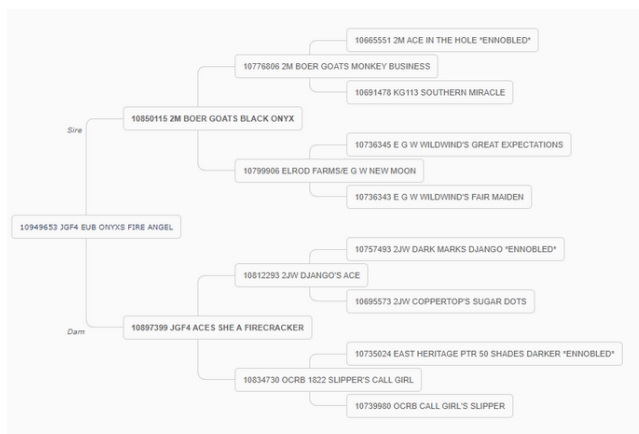 10665551 2M ACE IN THE HOLE *ENNOBLED*
10776806 2M BOER GOATS MONKEY BUSINESS
10691478 KG113 SOUTHERN MIRACLE
10850115 2M BOER GOATS BLACK ONYX
Sire
10736345 E G W WILDWIND'S GREAT EXPECTATIONS
10799906 ELROD FARMS/E G W NEW MOON
10736343 E G W WILDWIND'S FAIR MAIDEN
10949653 JGF4 EUB ONYXS FIRE ANGEL
10757493 2JW DARK MARKS DJANGO *ENNOBLED*
10812293 2JW DJANGO'S ACE
10695573 2JW COPPERTOP'S SUGAR DOTS
10897399 JGF4 ACES SHE A FIRECRACKER
Dam
10735024 EAST HERITAGE PTR 50 SHADES DARKER *ENNOBLED*
10834730 OCRB 1822 SLIPPER'S CALL GIRL
10739980 OCRB CALL GIRL'S SLIPPER